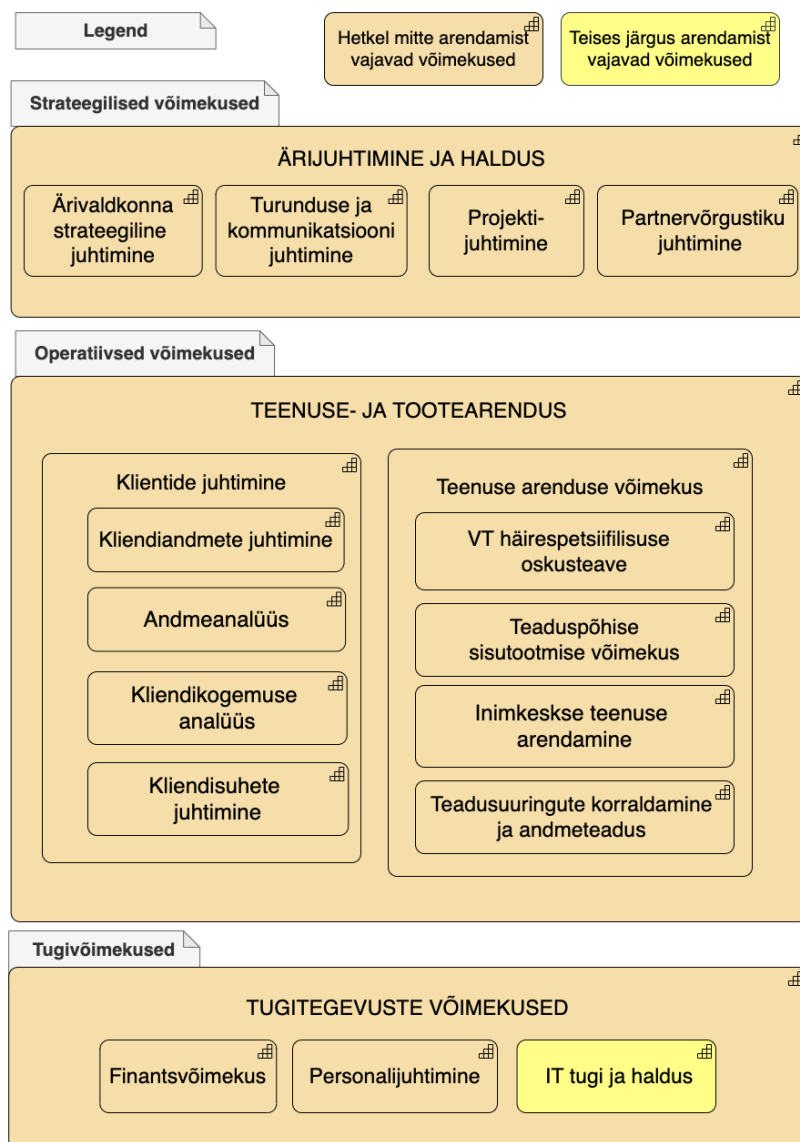 Legend
Hetkel mitte arendamist
vajavad võimekused
Teises järgus arendamist
vajavad võimekused
Strateegilised võimekused
ÄRIJUHTIMINE JA HALDUS
Ärivaldkonna
strateegiline
juhtimine
Turunduse ja
kommunikatsiooni
juhtimine
Projekti-
juhtimine
Partnervõrgustiku
juhtimine
Operatiivsed võimekused
TEENUSE- JA TOOTEARENDUS
Klientide juhtimine
Kliendiandmete juhtimine
Andmeanalüüs
Kliendikogemuse
analüüs
Kliendisuhete
juhtimine
Teenuse arenduse võimekus
VT häirespetsiifilisuse
oskusteave
Teaduspõhise
sisutootmise võimekus
Inimkeskse teenuse
arendamine
Teadusuuringute korraldamine
ja andmeteadus
Tugivõimekused
TUGITEGEVUSTE VÕIMEKUSED
Finantsvõimekus
Personalijuhtimine
IT tugi ja haldus